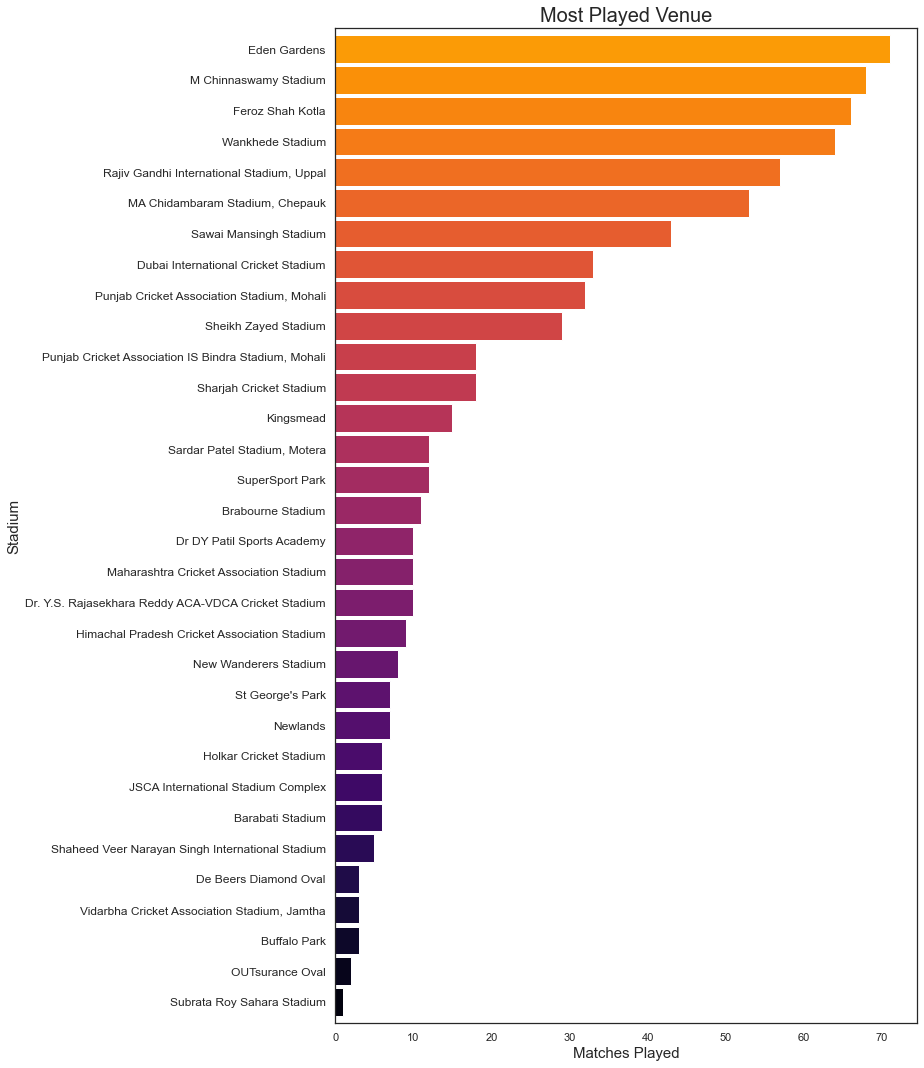 Most Played Venue
Eden Gardens
M Chinnaswamy Stadium
Feroz Shah Kotla
Wankhede Stadium
Rajiv Gandhi International Stadium, Uppal
MA Chidambaram Stadium, Chepauk
Sawai Mansingh Stadium
Dubai International Cricket Stadium
Punjab Cricket Association Stadium, Mohali
Sheikh Zayed Stadium
Punjab Cricket Association IS Bindra Stadium, Mohali
Sharjah Cricket Stadium
Kingsmead
Sardar Patel Stadium, Motera
SuperSport Park
Brabourne Stadium
Dr DY Patil Sports Academy
Maharashtra Cricket Association Stadium
Dr. Y.S. Rajasekhara Reddy ACA-VDCA Cricket Stadium
Himachal Pradesh Cricket Association Stadium
New Wanderers Stadium
St George's Park
Newlands
Holkar Cricket Stadium
JSCA International Stadium Complex
Barabati Stadium
Shaheed Veer Narayan Singh International Stadium
De Beers Diamond Oval
Vidarbha Cricket Association Stadium, Jamtha
Buffalo Park
OUTsurance Oval
Subrata Roy Sahara Stadium
Stadium
0 10 20 30 40 50 60 70
Matches Played